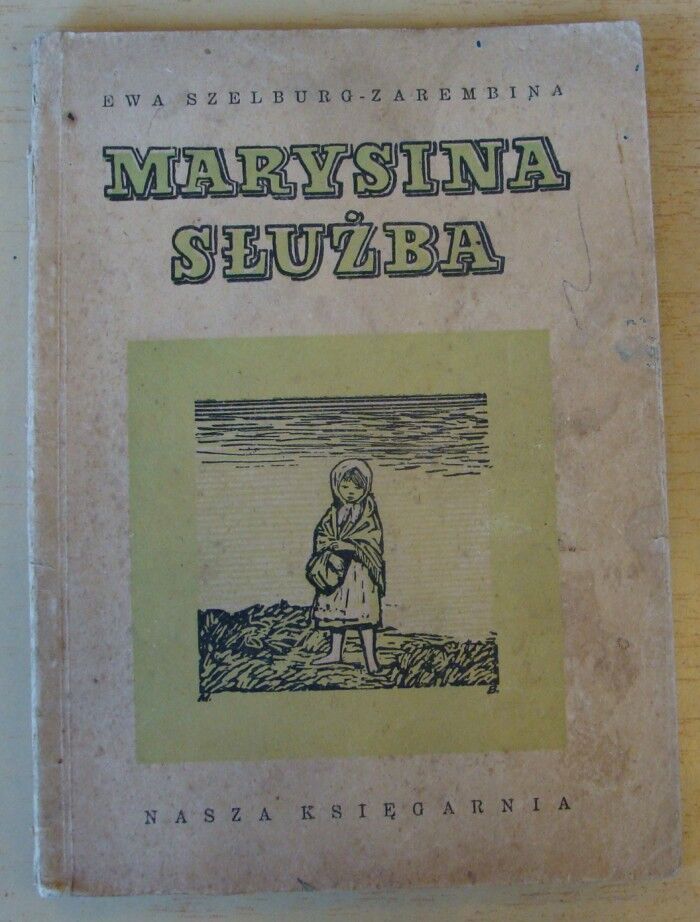 EWA SZELBURG-ZAREMBINA
MARYSINA
SŁUŻBA
M. B.
NASZA KSIĘGARNIA